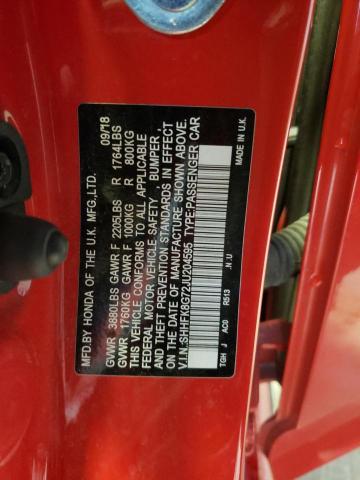 MFD.BY HONDA OF THE U.K. MFG.,LTD. 09/18
GVWR 3880LBS GAWR F 2205LBS R 1764LBS
GVWR 1760KG GAWR F 1000KG R 800KG
THIS VEHICLE CONFORMS TO ALL APPLICABLE
FEDERAL MOTOR VEHICLE SAFETY , BUMPER ,
AND THEFT PREVENTION STANDARDS IN EFFECT
ON THE DATE OF MANUFACTURE SHOWN ABOVE.
V.I.N.:SHHFK8G72JU204595 TYPE:PASSENGER CAR
N.IU
TGH J AC0 R513 MADE IN U.K.